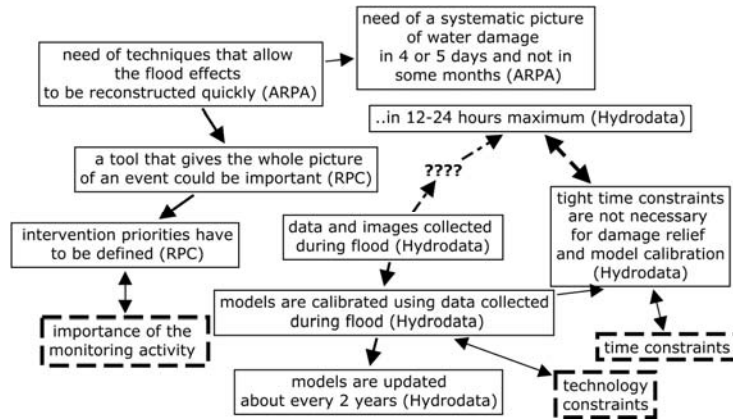 need of techniques that allow
the flood effects
to be reconstructed quickly (ARPA)
need of a systematic picture
of water damage
in 4 or 5 days and not in
some months (ARPA)
..in 12-24 hours maximum (Hydrodata)
a tool that gives the whole picture
of an event could be important (RPC)
????
tight time constraints
are not necessary
for damage relief
and model calibration
(Hydrodata)
intervention priorities have
to be defined (RPC)
data and images collected
during flood (Hydrodata)
models are calibrated using data collected
during flood (Hydrodata)
importance of the
monitoring activity
time constraints
models are updated
about every 2 years (Hydrodata)
technology
constraints